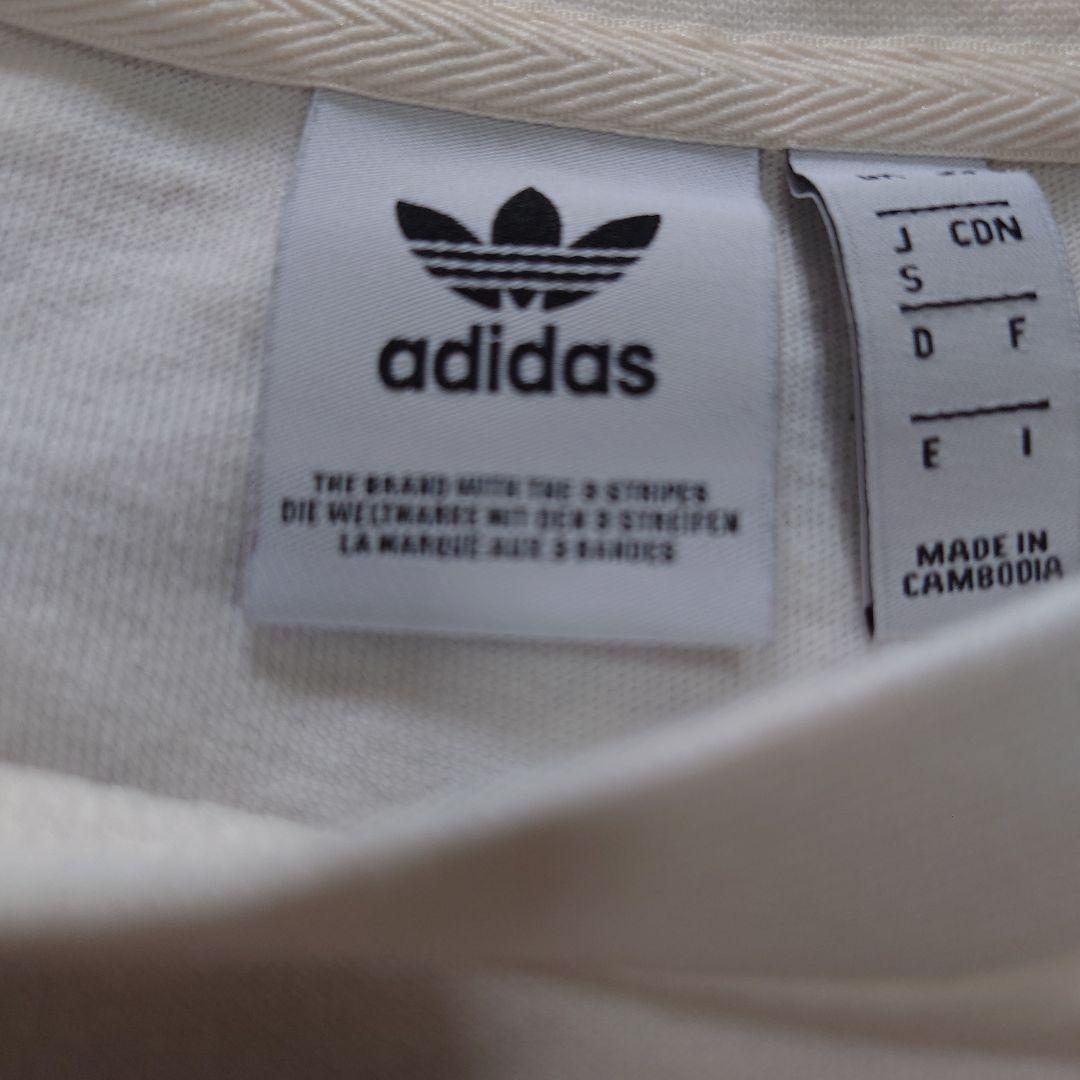 adidas
THE BRAND WITH THE 3 STRIPES
DIE WELTMARKE MIT DEN 3 STREIFEN
LA MARQUE AUX 3 BANDES
J CDN
S
D F
E I
MADE IN
CAMBODIA